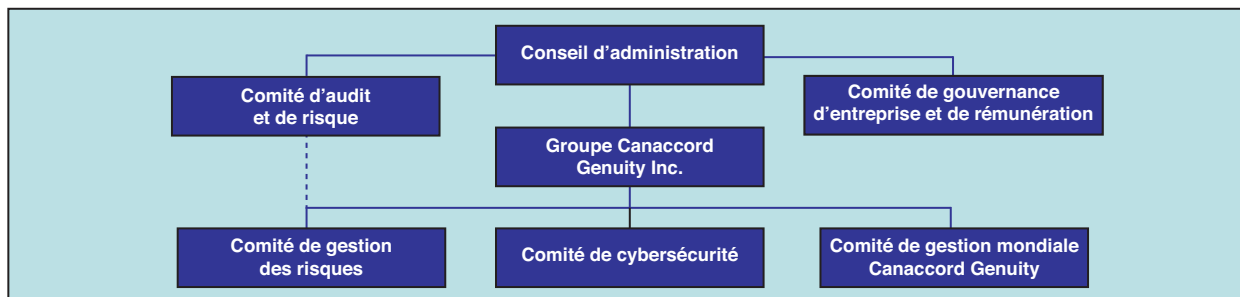 Conseil d’administration
Comité d’audit
et de risque
Comité de gouvernance
d’entreprise et de rémunération
Groupe Canaccord
Genuity Inc.
Comité de gestion
des risques
Comité de cybersécurité
Comité de gestion mondiale
Canaccord Genuity